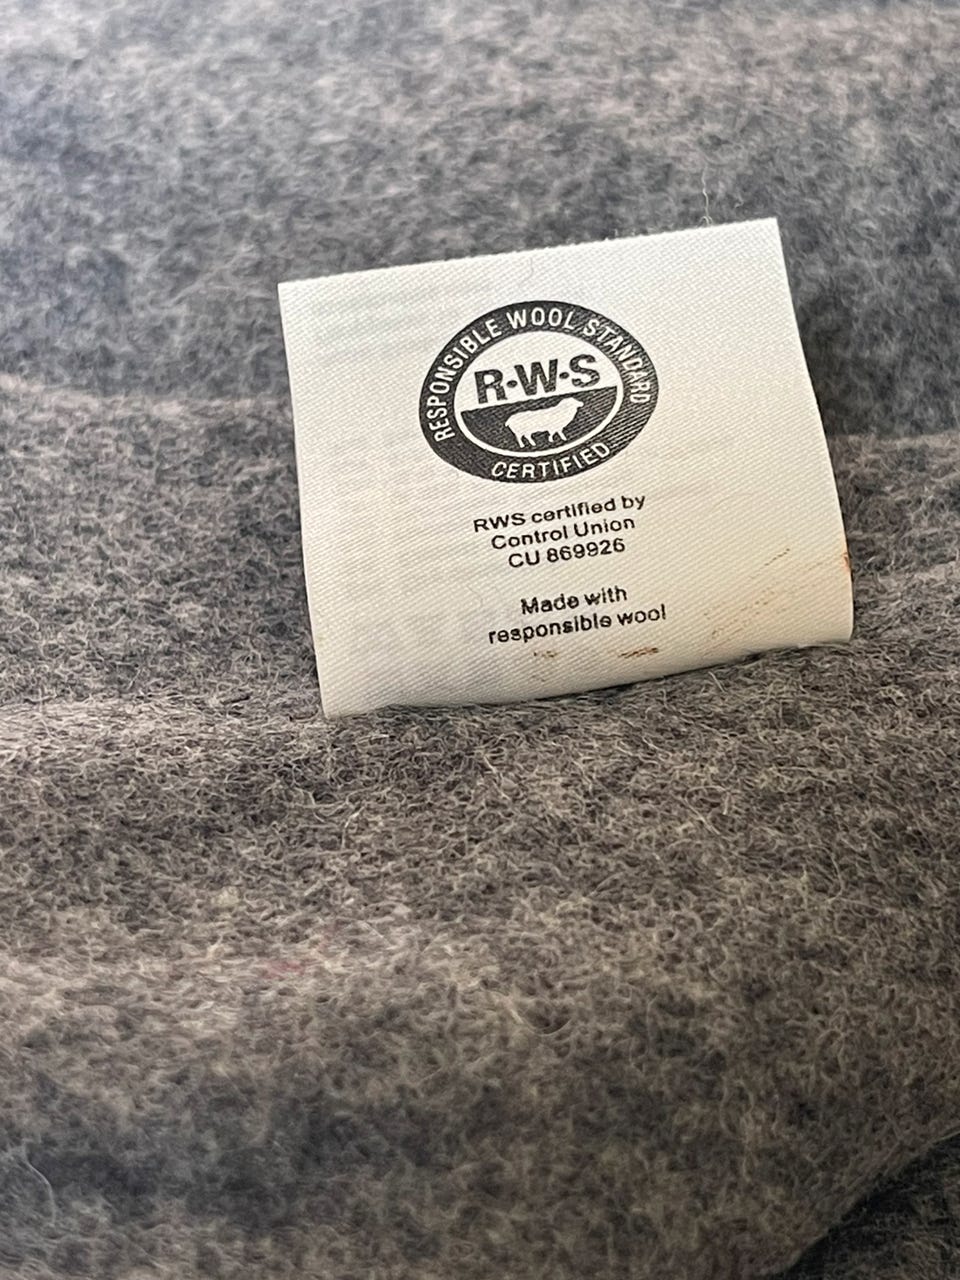 RESPONSIBLE WOOL STANDARD
R·W·S
CERTIFIED
RWS certified by
Control Union
CU 869926
Made with
responsible wool